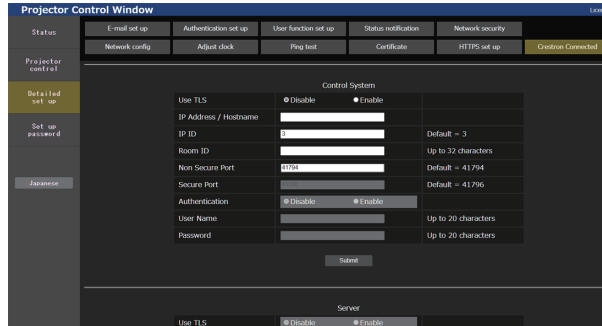 Projector Control Window
Status
E-mail set up
Authentication set up
User function set up
Status notification
Network security
Network config
Adjust clock
Ping test
Certificate
HTTPS set up
Crestron Connected
Projector
control
Detailed
set up
Set up
password
Japanese
Control System
Use TLS Disable Enable
IP Address / Hostname
IP ID 3 Default = 3
Room ID Up to 32 characters
Non Secure Port 41794 Default = 41794
Secure Port Default = 41796
Authentication Disable Enable
User Name Up to 20 characters
Password Up to 20 characters
Submit
Server
Use TLS Disable Enable